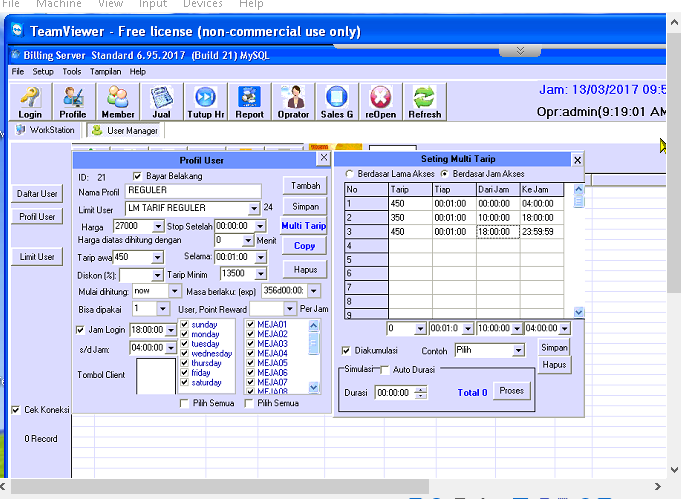 File Machine View Input Devices Help
TeamViewer - Free license (non-commercial use only)
Billing Server Standard 6.95.2017 (Build 21) MySQL
File Setup Tools Tampilan Help
Login Profile Member Jual Tutup Hr Report Oprator Sales G reOpen Refresh
Jam: 13/03/2017 09:5
Opr:admin(9:19:01 AM
WorkStation User Manager
Daftar User
Profil User
Limit User
Cek Koneksi
0 Record
Profil User
ID: 21 Bayar Belakang
Nama Profil REGULER
Limit User LM TARIF REGULER 24
Harga 27000 Stop Setelah 00:00:00
Harga diatas dihitung dengan 0 Menit
Tarip awa 450 Selama: 00:01:00
Diskon (%): Tarip Minim 13500
Mulai dihitung: now Masa berlaku: (exp) 356d00:00:
Bisa dipakai 1 User, Point Reward Per Jam
Jam Login 18:00:00
s/d Jam: 04:00:00
Tombol Client
sunday
monday
tuesday
wednesday
thursday
friday
saturday
Pilih Semua
MEJA01
MEJA02
MEJA03
MEJA04
MEJA05
MEJA06
MEJA07
MEJA08
Pilih Semua
Tambah
Simpan
Multi Tarip
Copy
Hapus
Seting Multi Tarip
Berdasar Lama Akses Berdasar Jam Akses
No Tarip Tiap Dari Jam Ke Jam
1 450 00:01:00 00:00:00 04:00:00
2 350 00:01:00 10:00:00 18:00:00
3 450 00:01:00 18:00:00 23:59:59
4
5
6
7
8
9
0 00:01:0 10:00:00 04:00:00
Diakumulasi Contoh Pilih Simpan
Hapus
Simulasi Auto Durasi
Durasi 00:00:00 Total 0 Proses